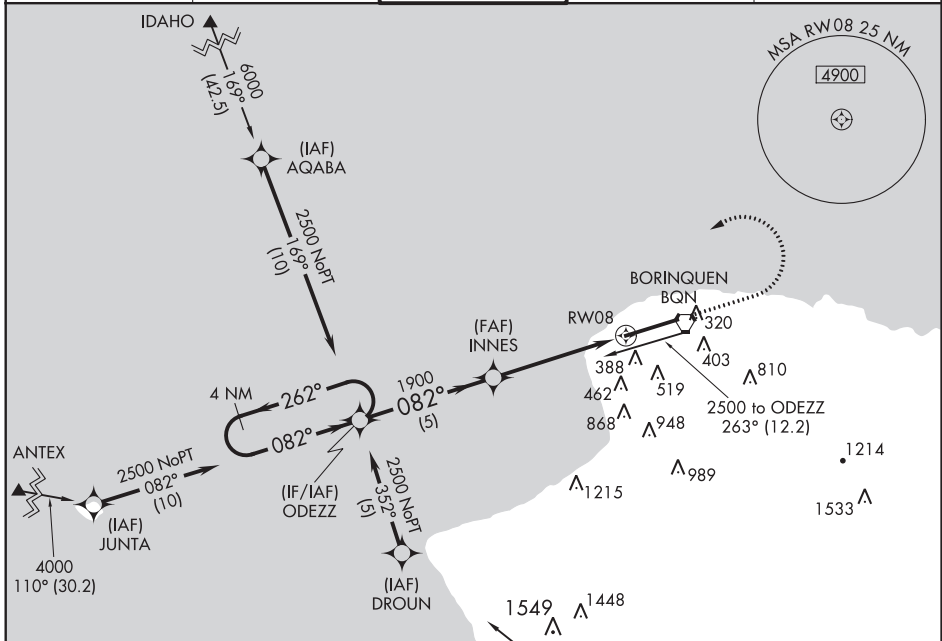 IDAHO
6000
169°
(42.5)
MSA RW08 25 NM
4900
(IAF)
AQABA
2500 NoPT
169°
(10)
BORINQUEN
BQN
RW08
320
(FAF)
INNES
403
388
810
519
462
4 NM
262°
1900
082°
(5)
868
948
2500 to ODEZZ
263° (12.2)
082°
ANTEX
2500 NoPT
082°
(10)
1214
989
(IF/IAF)
ODEZZ
2500 NoPT
352°
(5)
1215
1533
(IAF)
JUNTA
4000
110° (30.2)
(IAF)
DROUN
1549
1448